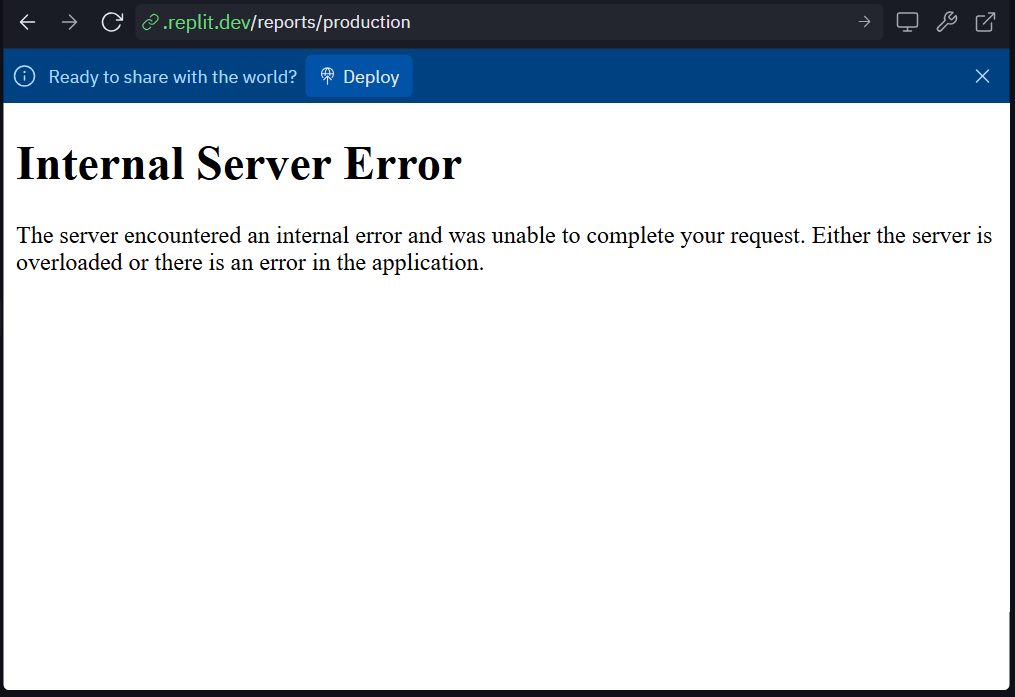 .replit.dev/reports/production
Ready to share with the world? Deploy
Internal Server Error
The server encountered an internal error and was unable to complete your request. Either the server is
overloaded or there is an error in the application.